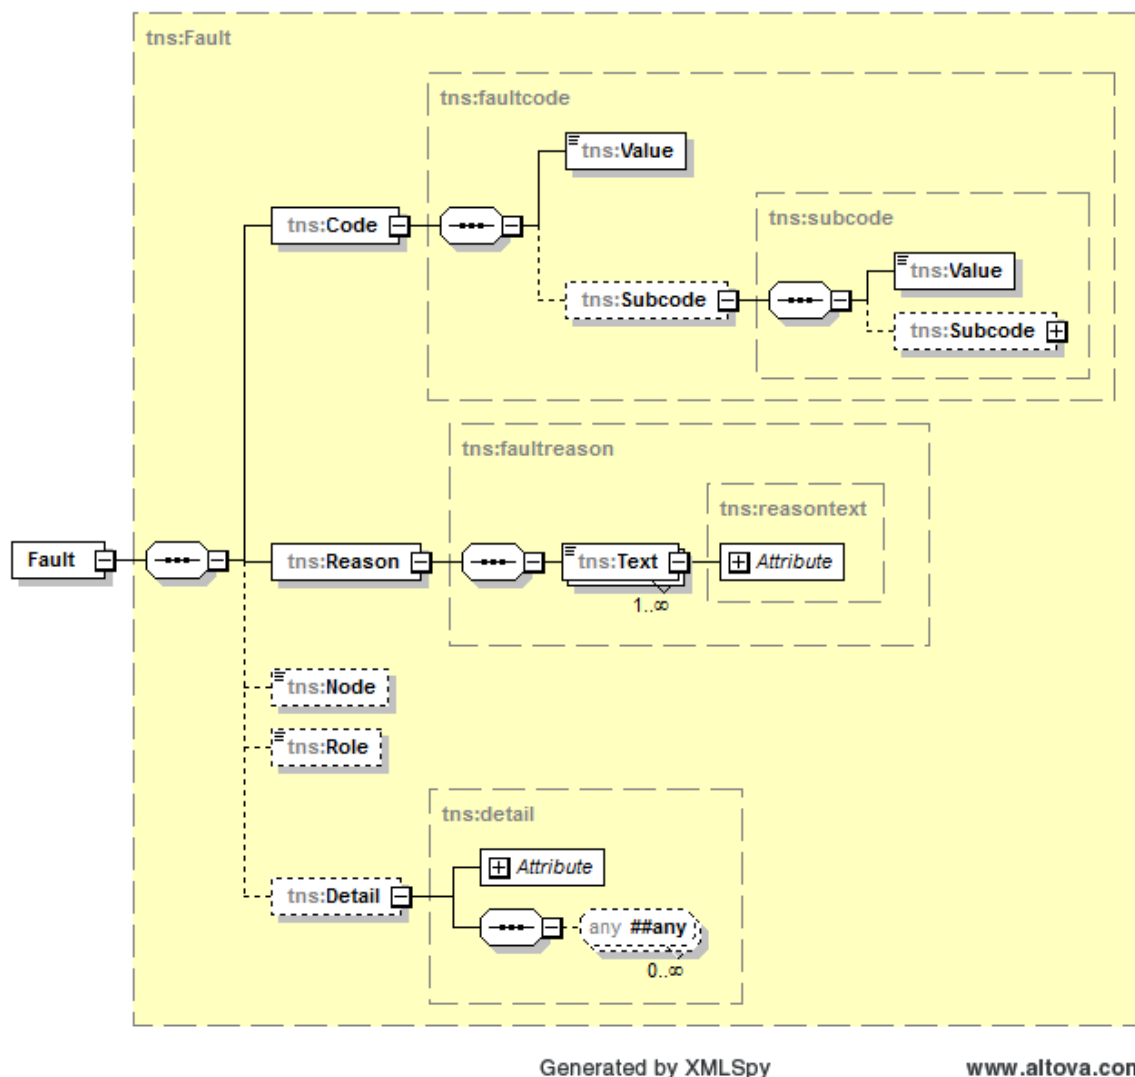 tns:Fault
tns:faultcode
tns:Value
tns:subcode
tns:Code
tns:Value
tns:Subcode
tns:Subcode
tns:faultreason
tns:reasontext
Fault
tns:Reason
tns:Text
Attribute
1..∞
tns:Node
tns:Role
tns:detail
Attribute
tns:Detail
any ##any
0..∞
Generated by XMLSpy
www.altova.com